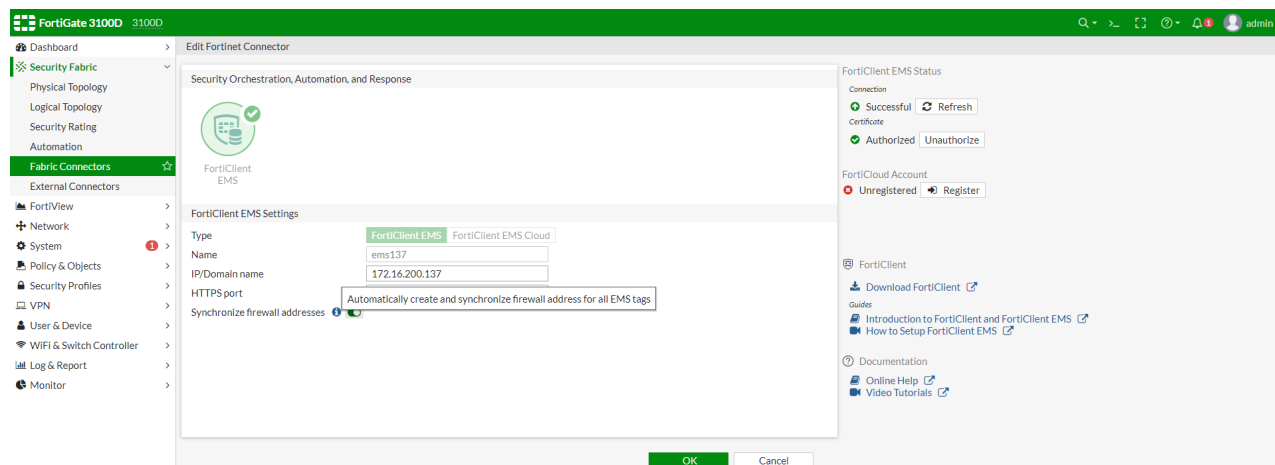 FortiGate 3100D 3100D
>_
1
admin
Dashboard
Security Fabric
Physical Topology
Logical Topology
Security Rating
Automation
Fabric Connectors
External Connectors
FortiView
Network
System 1
Policy & Objects
Security Profiles
VPN
User & Device
WiFi & Switch Controller
Log & Report
Monitor
Edit Fortinet Connector
Security Orchestration, Automation, and Response
FortiClient
EMS
FortiClient EMS Settings
Type FortiClient EMS FortiClient EMS Cloud
Name ems137
IP/Domain name 172.16.200.137
HTTPS port
Automatically create and synchronize firewall address for all EMS tags
Synchronize firewall addresses
OK Cancel
FortiClient EMS Status
Connection
Successful Refresh
Certificate
Authorized Unauthorize
FortiCloud Account
Unregistered Register
FortiClient
Download FortiClient
Guides
Introduction to FortiClient and FortiClient EMS
How to Setup FortiClient EMS
Documentation
Online Help
Video Tutorials